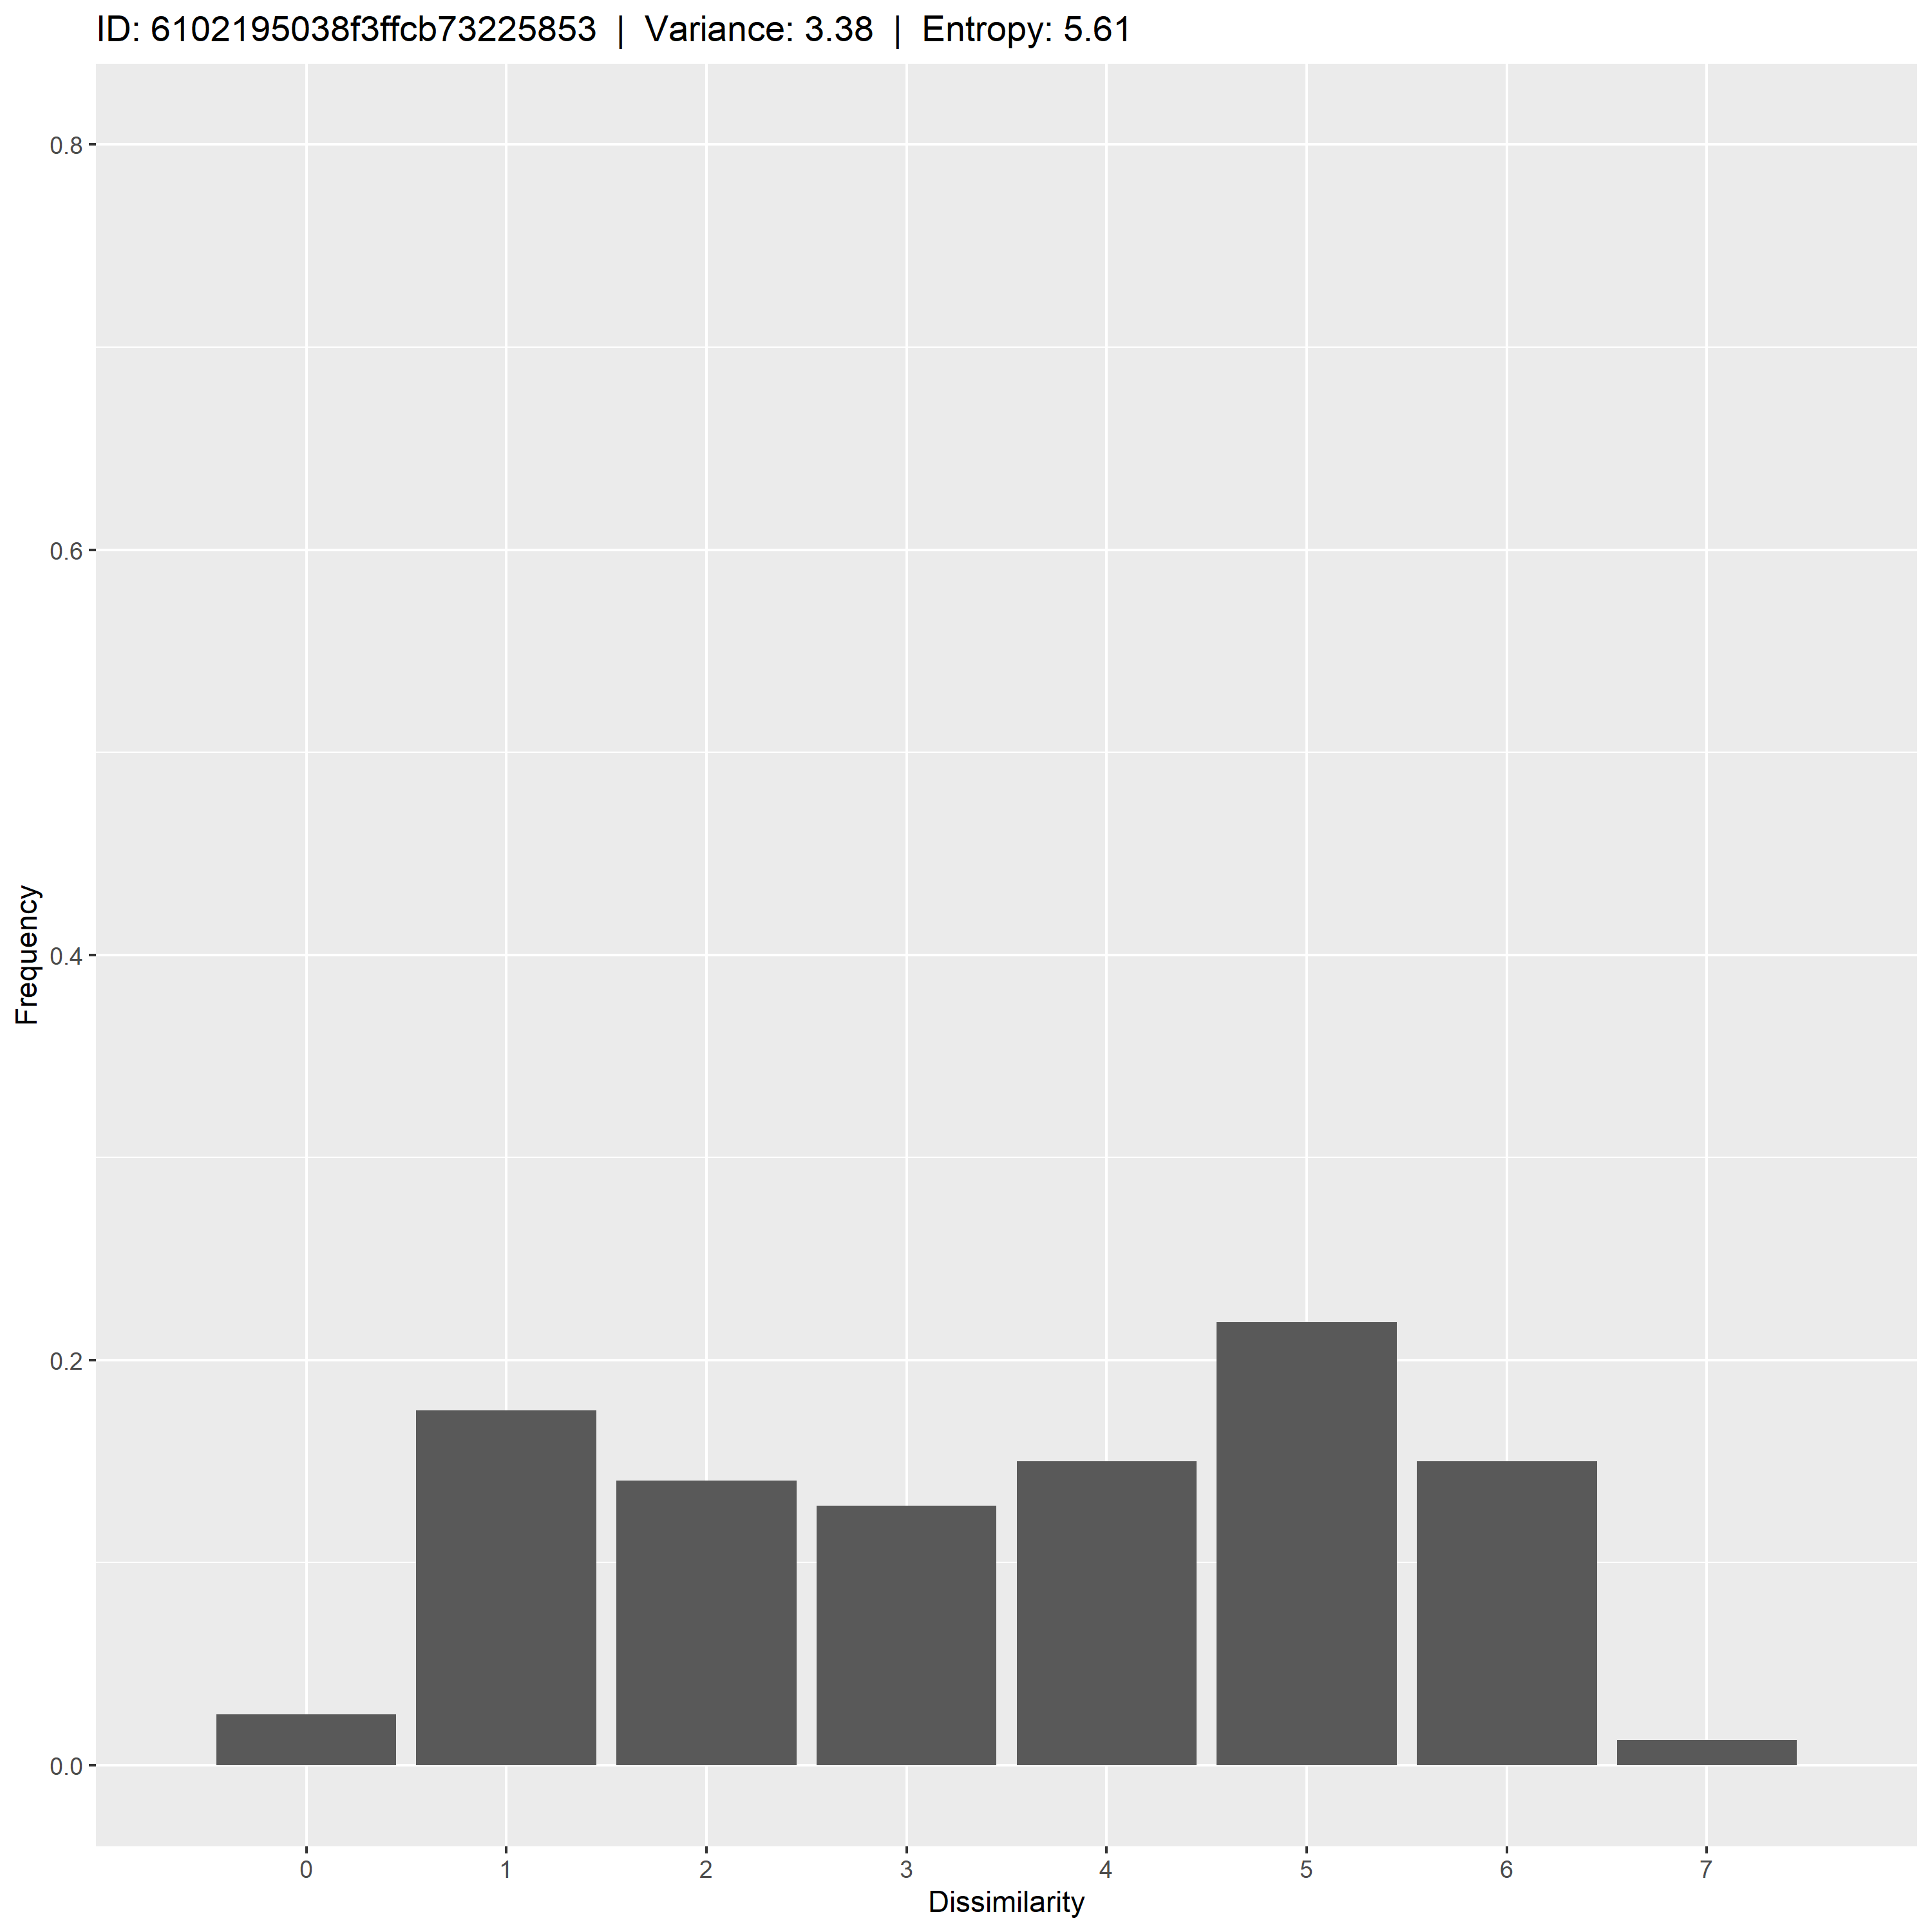 ID: 6102195038f3ffcb73225853 | Variance: 3.38 | Entropy: 5.61
Frequency
0.8
0.6
0.4
0.2
0.0
0 1 2 3 4 5 6 7
Dissimilarity